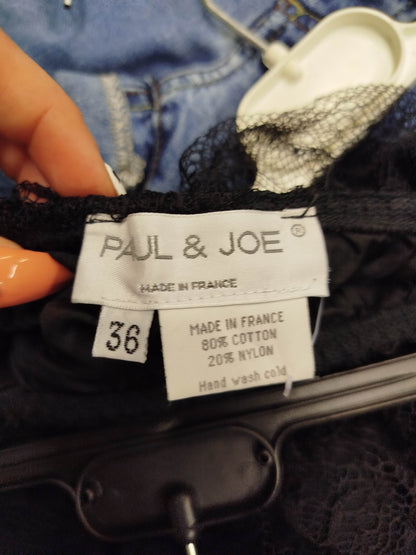 PAUL & JOE®
MADE IN FRANCE
36
MADE IN FRANCE
80% COTTON
20% NYLON
Hand wash cold